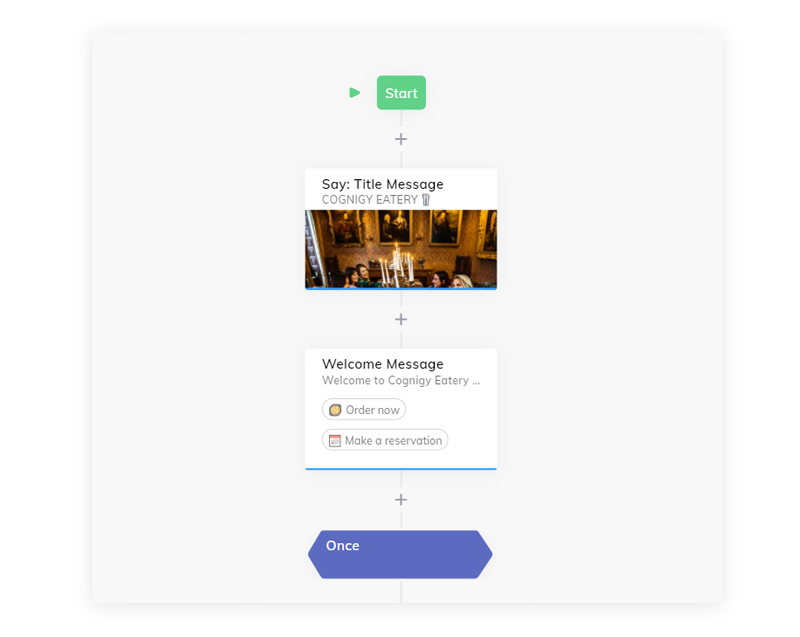 Start
Say: Title Message
COGNIGY EATERY 🍴
Welcome Message
Welcome to Cognigy Eatery ...
Order now
Make a reservation
Once